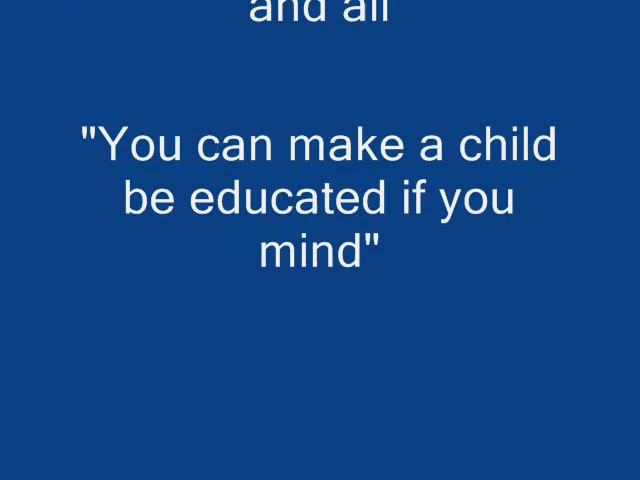 and all
"You can make a child
be educated if you
mind"